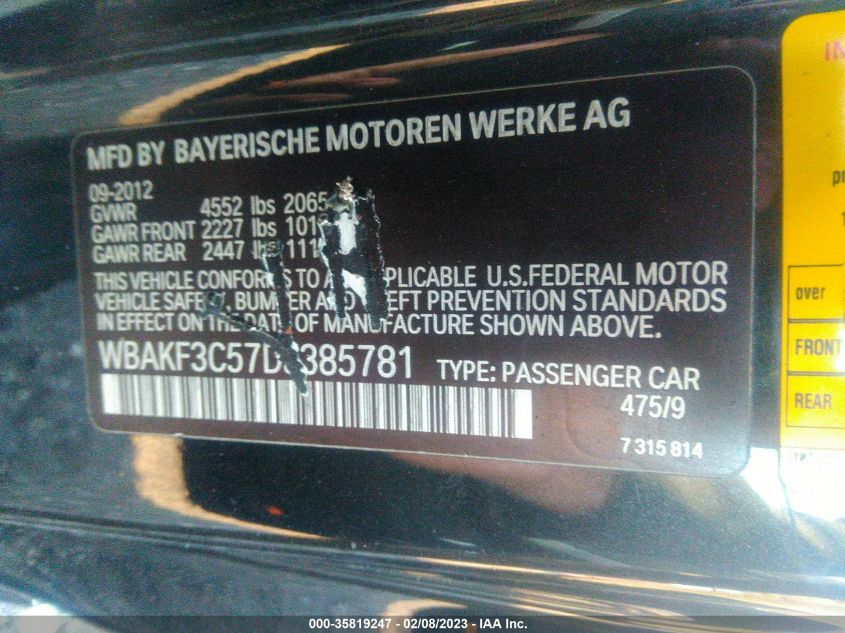 MFD BY BAYERISCHE MOTOREN WERKE AG
09-2012
GVWR 4552 lbs 2065
GAWR FRONT 2227 lbs
GAWR REAR 2447 lbs
THIS VEHICLE CONFORMS TO APPLICABLE U.S.FEDERAL MOTOR
VEHICLE SAFETY, BUMPER AND THEFT PREVENTION STANDARDS
IN EFFECT ON THE DATE OF MANUFACTURE SHOWN ABOVE.
WBAKF3C57DJ385781 TYPE: PASSENGER CAR
475/9
7 315 814
over
FRONT
REAR
000-35819247 - 02/08/2023 - IAA Inc.